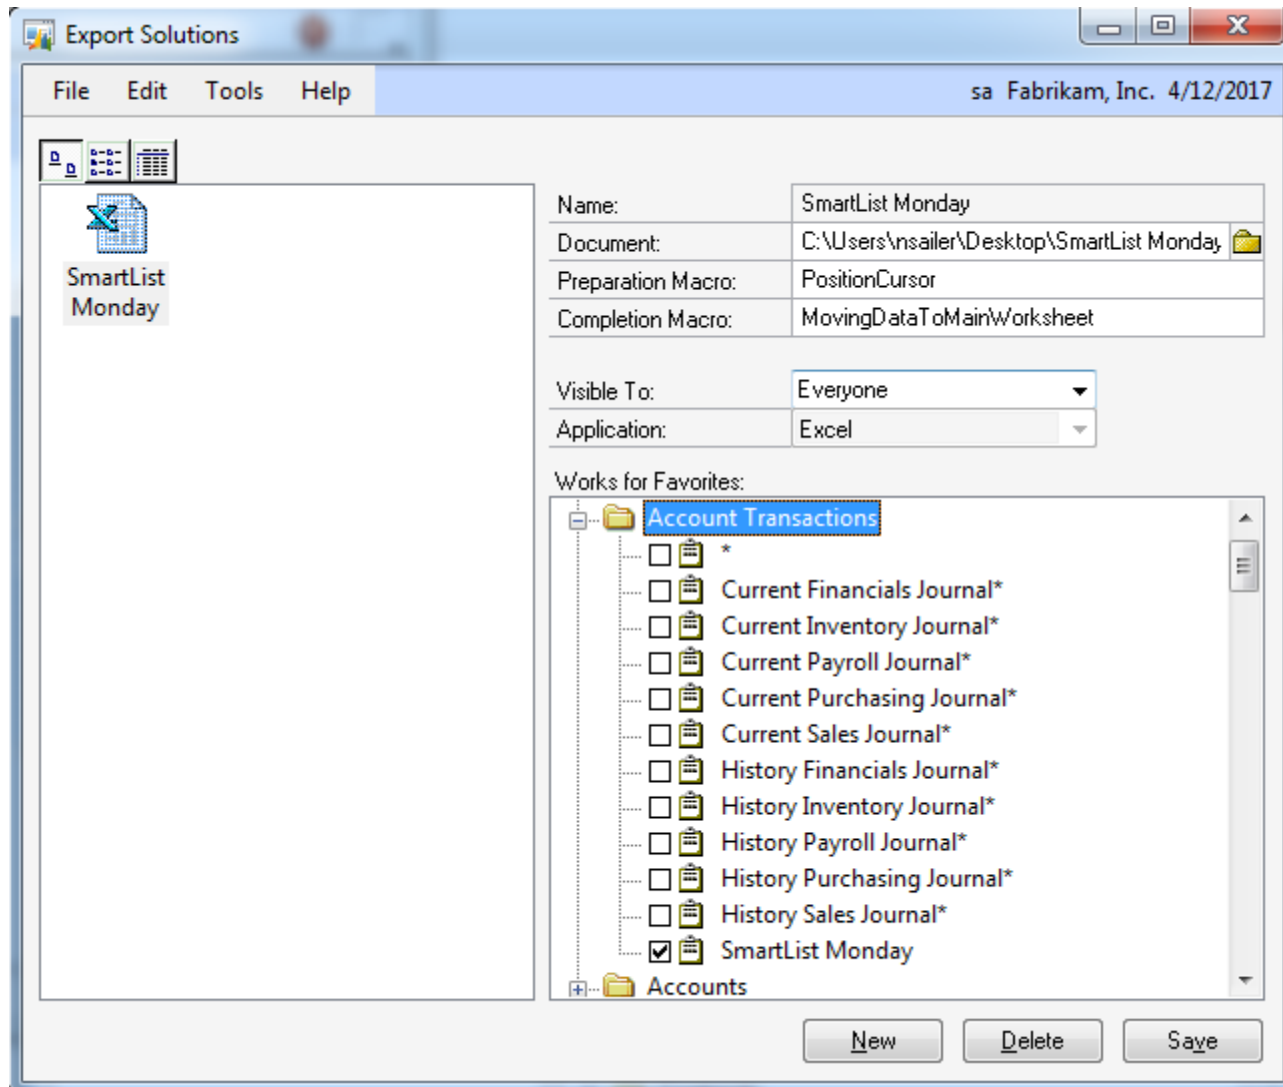 Export Solutions
File Edit Tools Help sa Fabrikam, Inc. 4/12/2017
SmartList
Monday
Name: SmartList Monday
Document: C:\Users\nsailer\Desktop\SmartList Monday
Preparation Macro: PositionCursor
Completion Macro: MovingDataToMainWorksheet
Visible To: Everyone
Application: Excel
Works for Favorites:
Account Transactions
*
Current Financials Journal*
Current Inventory Journal*
Current Payroll Journal*
Current Purchasing Journal*
Current Sales Journal*
History Financials Journal*
History Inventory Journal*
History Payroll Journal*
History Purchasing Journal*
History Sales Journal*
SmartList Monday
Accounts
New Delete Save